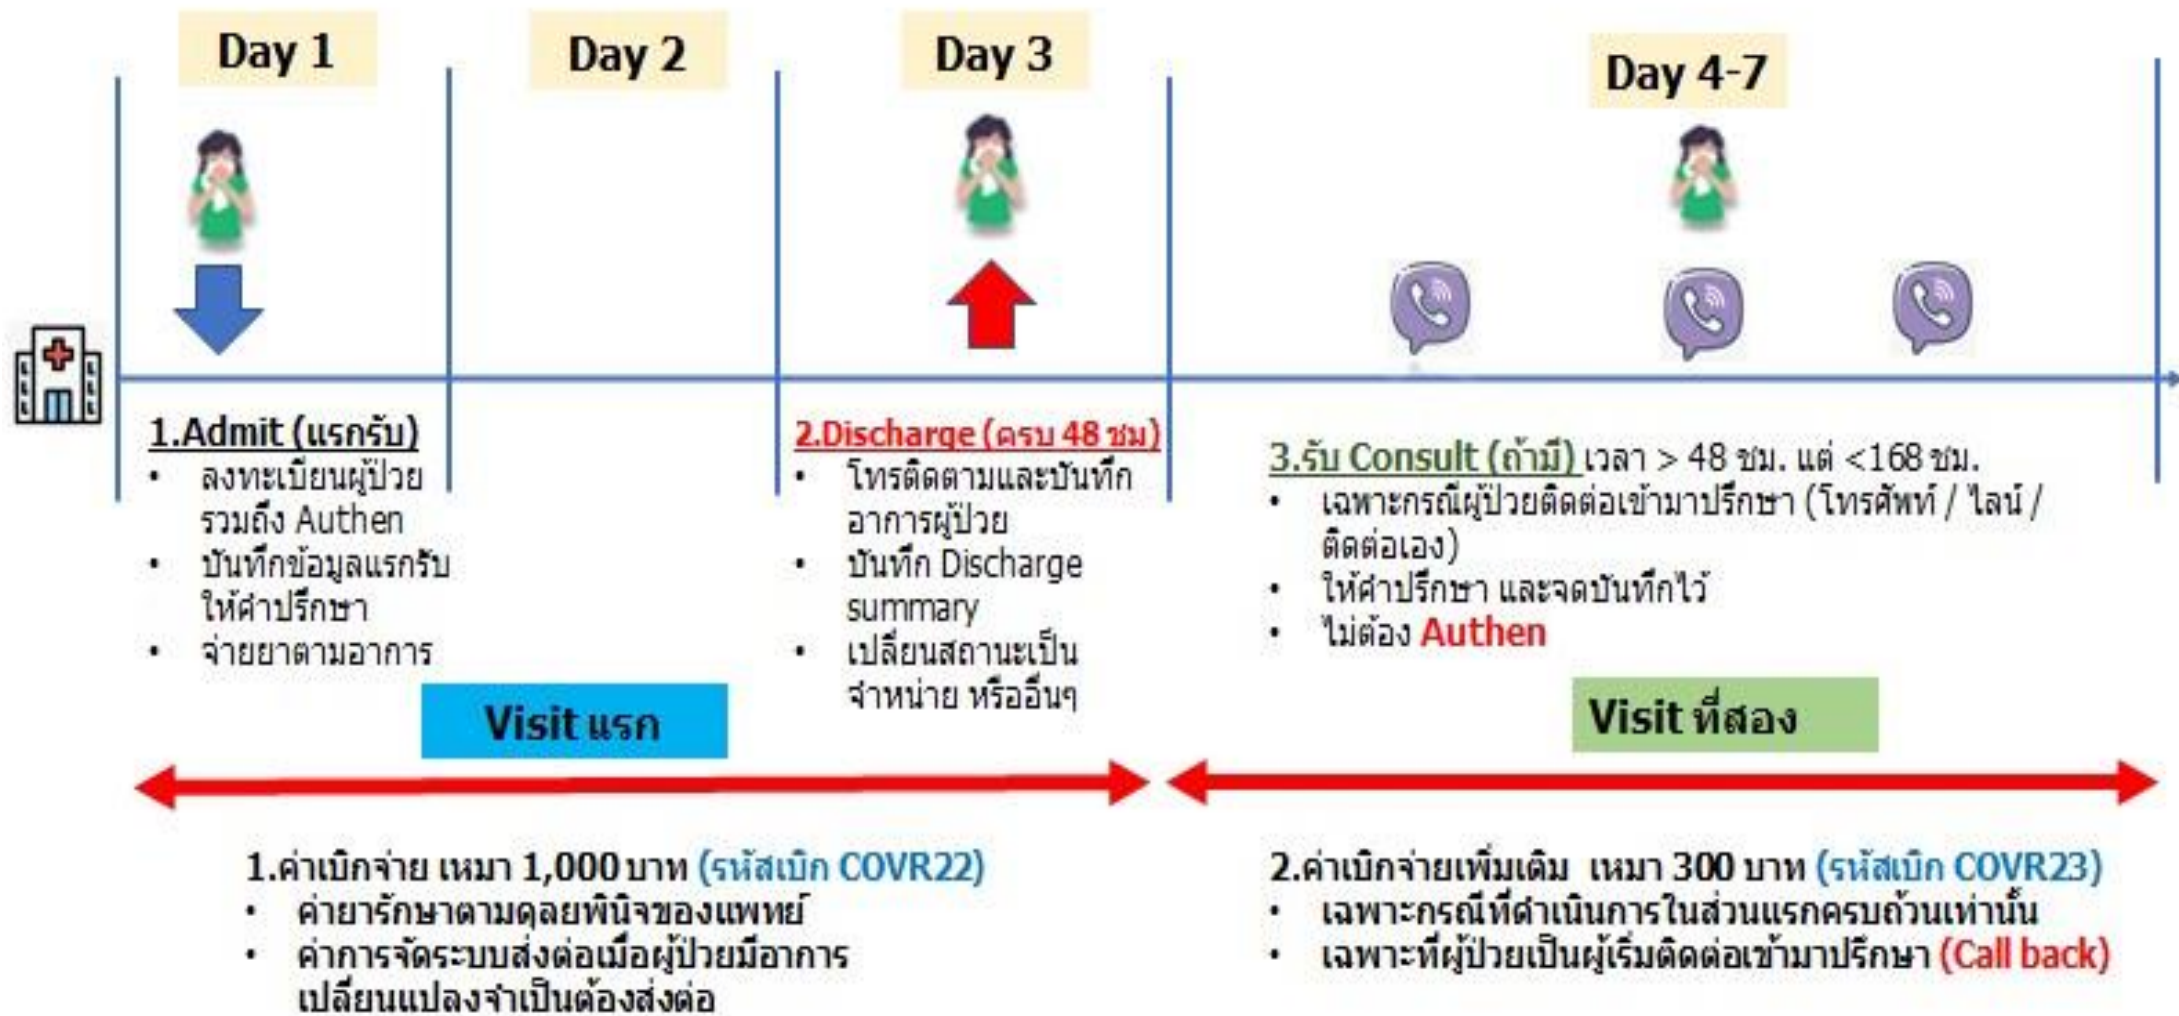 Day 1
Day 2
Day 3
Day 4-7
1.Admit (แรกรับ)
• ลงทะเบียนผู้ป่วย
รวมถึง Authen
• บันทึกข้อมูลแรกรับ
ให้คำปรึกษา
• จ่ายยาตามอาการ
2.Discharge (ครบ 48 ชม)
• โทรติดตามและบันทึก
อาการผู้ป่วย
• บันทึก Discharge
summary
• เปลี่ยนสถานะเป็น
จำหน่าย หรืออื่นๆ
3.รับ Consult (ถ้ามี) เวลา > 48 ชม. แต่ <168 ชม.
• เฉพาะกรณีผู้ป่วยติดต่อเข้ามาปรึกษา (โทรศัพท์ / ไลน์ /
ติดต่อเอง)
• ให้คำปรึกษา และจดบันทึกไว้
• ไม่ต้อง Authen
Visit แรก
Visit ที่สอง
1.ค่าเบิกจ่าย เหมา 1,000 บาท (รหัสเบิก COVR22)
• ค่ายารักษาตามดุลยพินิจของแพทย์
• ค่าการจัดระบบส่งต่อเมื่อผู้ป่วยมีอาการ
เปลี่ยนแปลงจำเป็นต้องส่งต่อ
2.ค่าเบิกจ่ายเพิ่มเติม เหมา 300 บาท (รหัสเบิก COVR23)
• เฉพาะกรณีที่ดำเนินการในส่วนแรกครบถ้วนเท่านั้น
• เฉพาะที่ผู้ป่วยเป็นผู้เริ่มติดต่อเข้ามาปรึกษา (Call back)